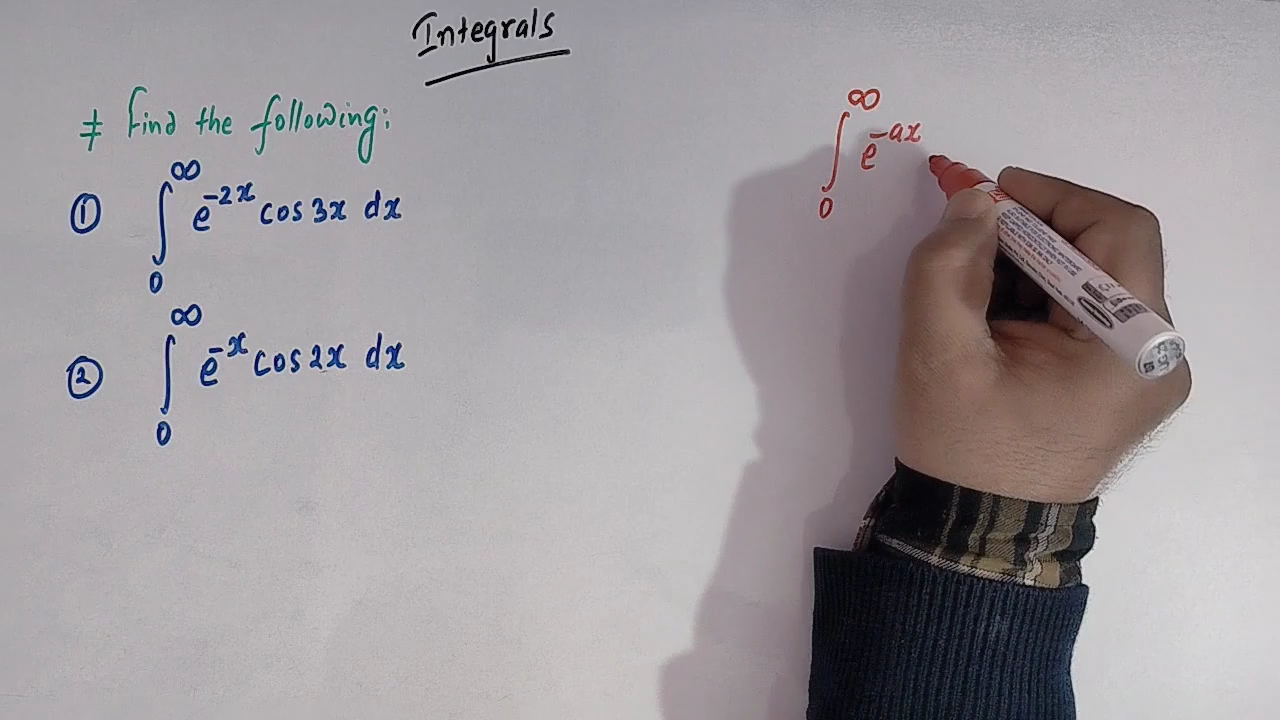 Integrals
≠ Find the following:
① ∫₀^∞ e^{-2x} cos 3x dx
② ∫₀^∞ e^{-x} cos 2x dx
∫₀^∞ e^{-ax}